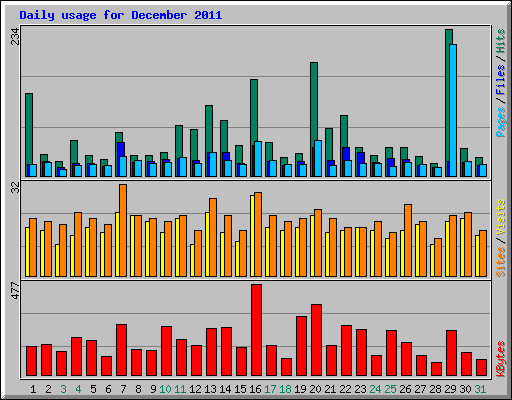 Daily usage for December 2011
234
Pages / Files / Hits
32
Sites / Visits
477
KBytes
1 2 3 4 5 6 7 8 9 10 11 12 13 14 15 16 17 18 19 20 21 22 23 24 25 26 27 28 29 30 31